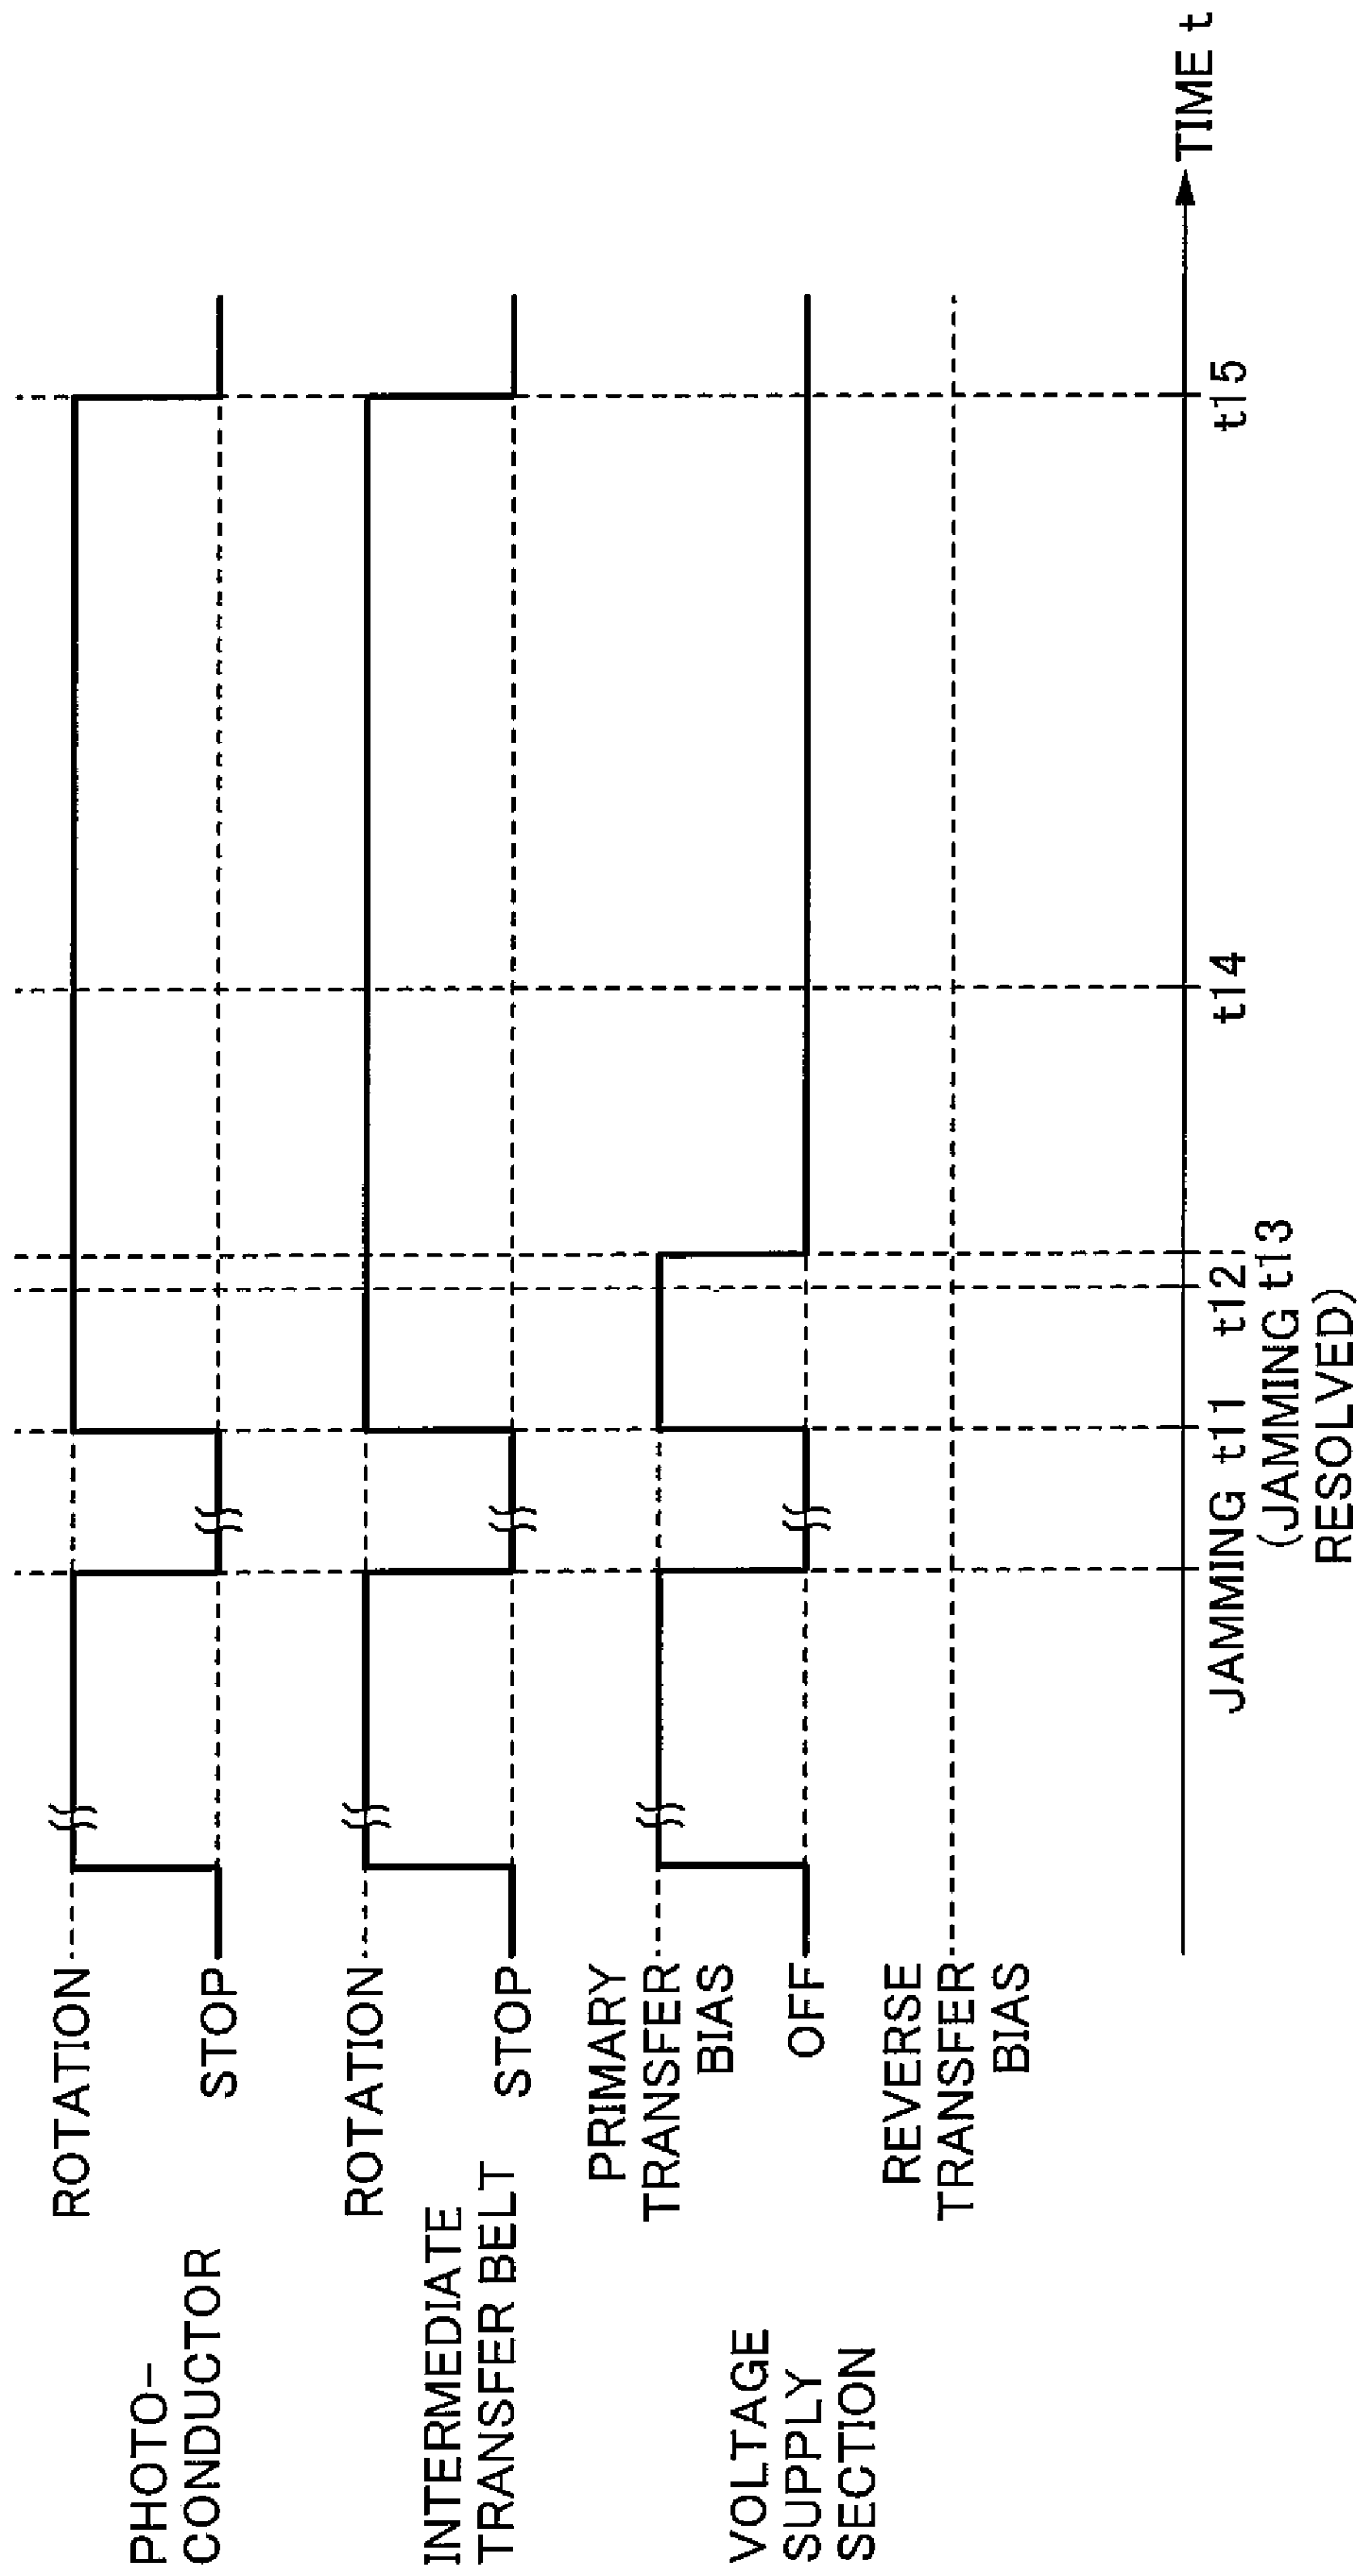 PHOTO-
CONDUCTOR
ROTATION
STOP
INTERMEDIATE
TRANSFER BELT
ROTATION
STOP
VOLTAGE
SUPPLY
SECTION
PRIMARY
TRANSFER
BIAS
OFF
REVERSE
TRANSFER
BIAS
JAMMING t11 t12
(JAMMING t13
RESOLVED)
t14
t15
TIME t